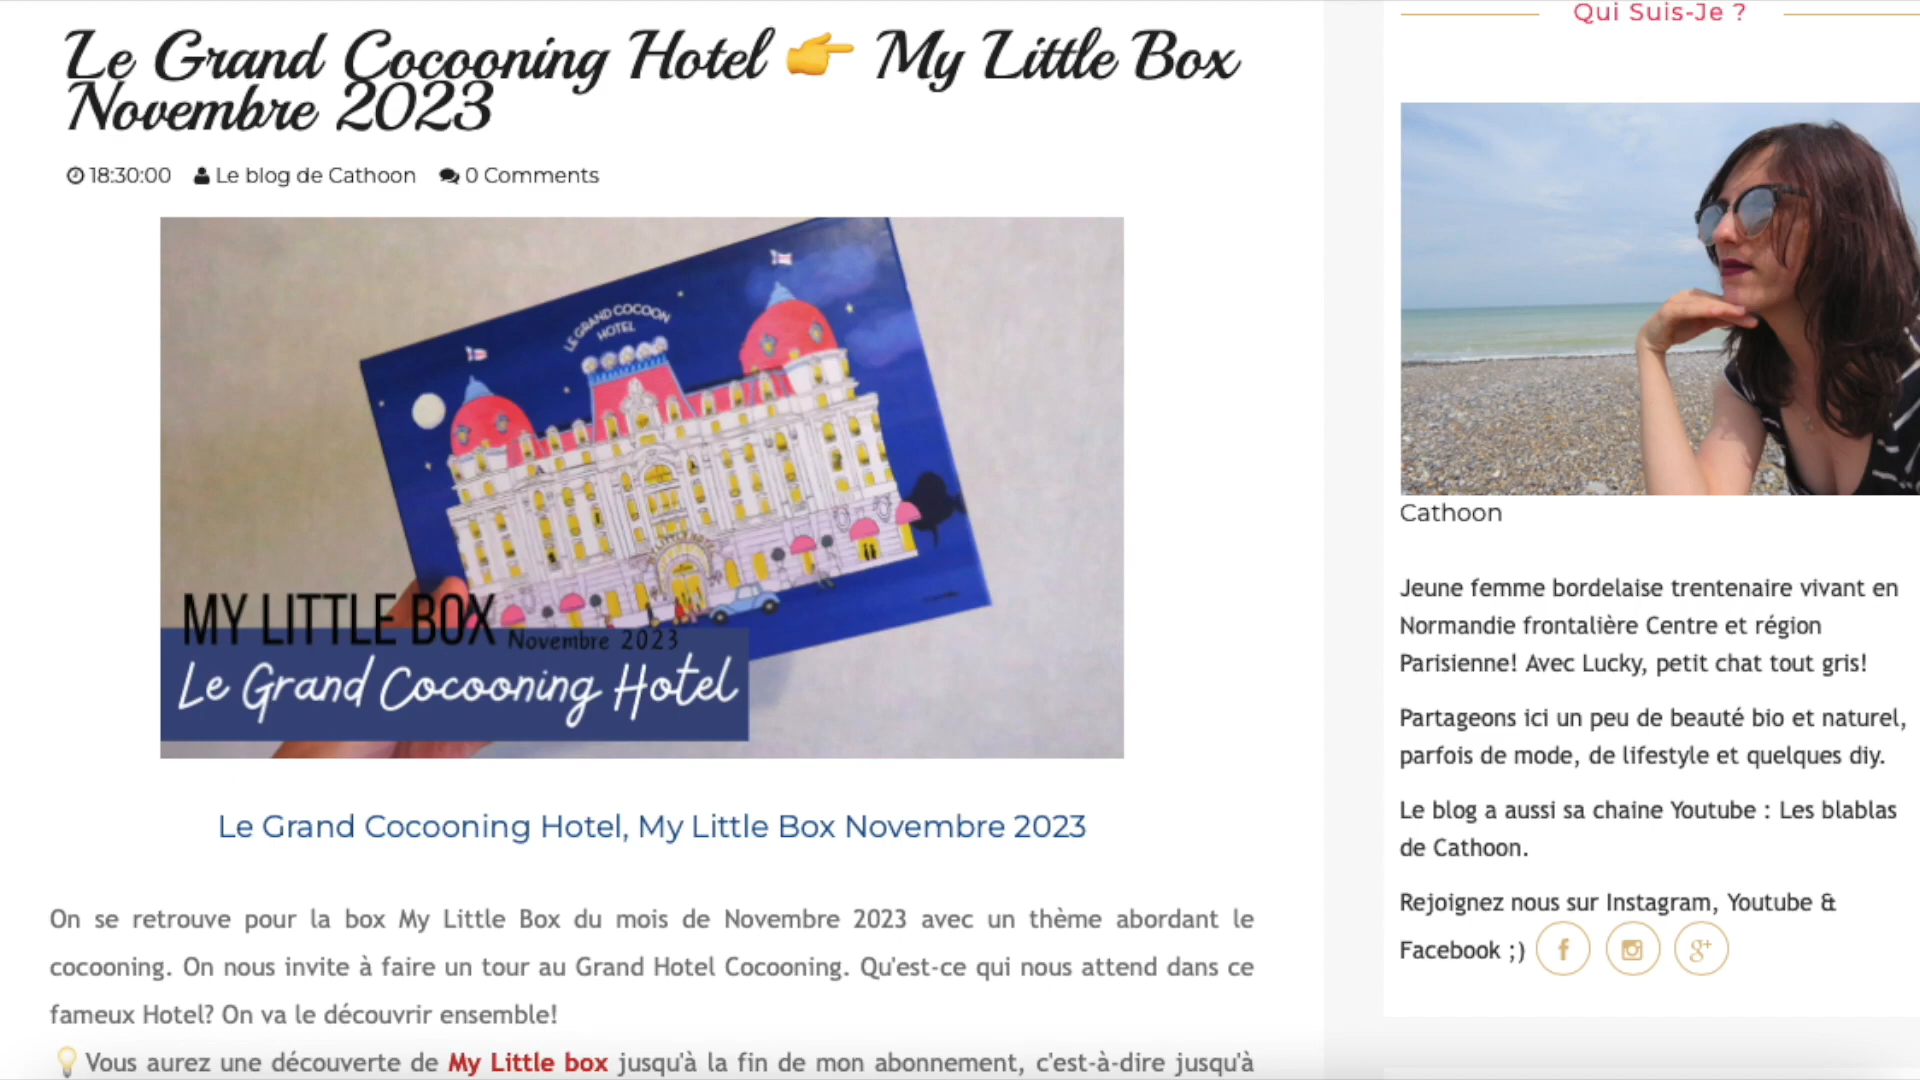 Le Grand Cocooning Hotel 👉 My Little Box
Novembre 2023
18:30:00 Le blog de Cathoon 0 Comments
LE GRAND COCOON
HOTEL
MY LITTLE BOX Novembre 2023
Le Grand Cocooning Hotel
Le Grand Cocooning Hotel, My Little Box Novembre 2023
On se retrouve pour la box My Little Box du mois de Novembre 2023 avec un thème abordant le
cocooning. On nous invite à faire un tour au Grand Hotel Cocooning. Qu'est-ce qui nous attend dans ce
fameux Hotel? On va le découvrir ensemble!
💡 Vous aurez une découverte de My Little box jusqu'à la fin de mon abonnement, c'est-à-dire jusqu'à
Qui Suis-Je ?
Cathoon
Jeune femme bordelaise trentenaire vivant en
Normandie frontalière Centre et région
Parisienne! Avec Lucky, petit chat tout gris!
Partageons ici un peu de beauté bio et naturel,
parfois de mode, de lifestyle et quelques diy.
Le blog a aussi sa chaine Youtube : Les blablas
de Cathoon.
Rejoignez nous sur Instagram, Youtube &
Facebook ;)